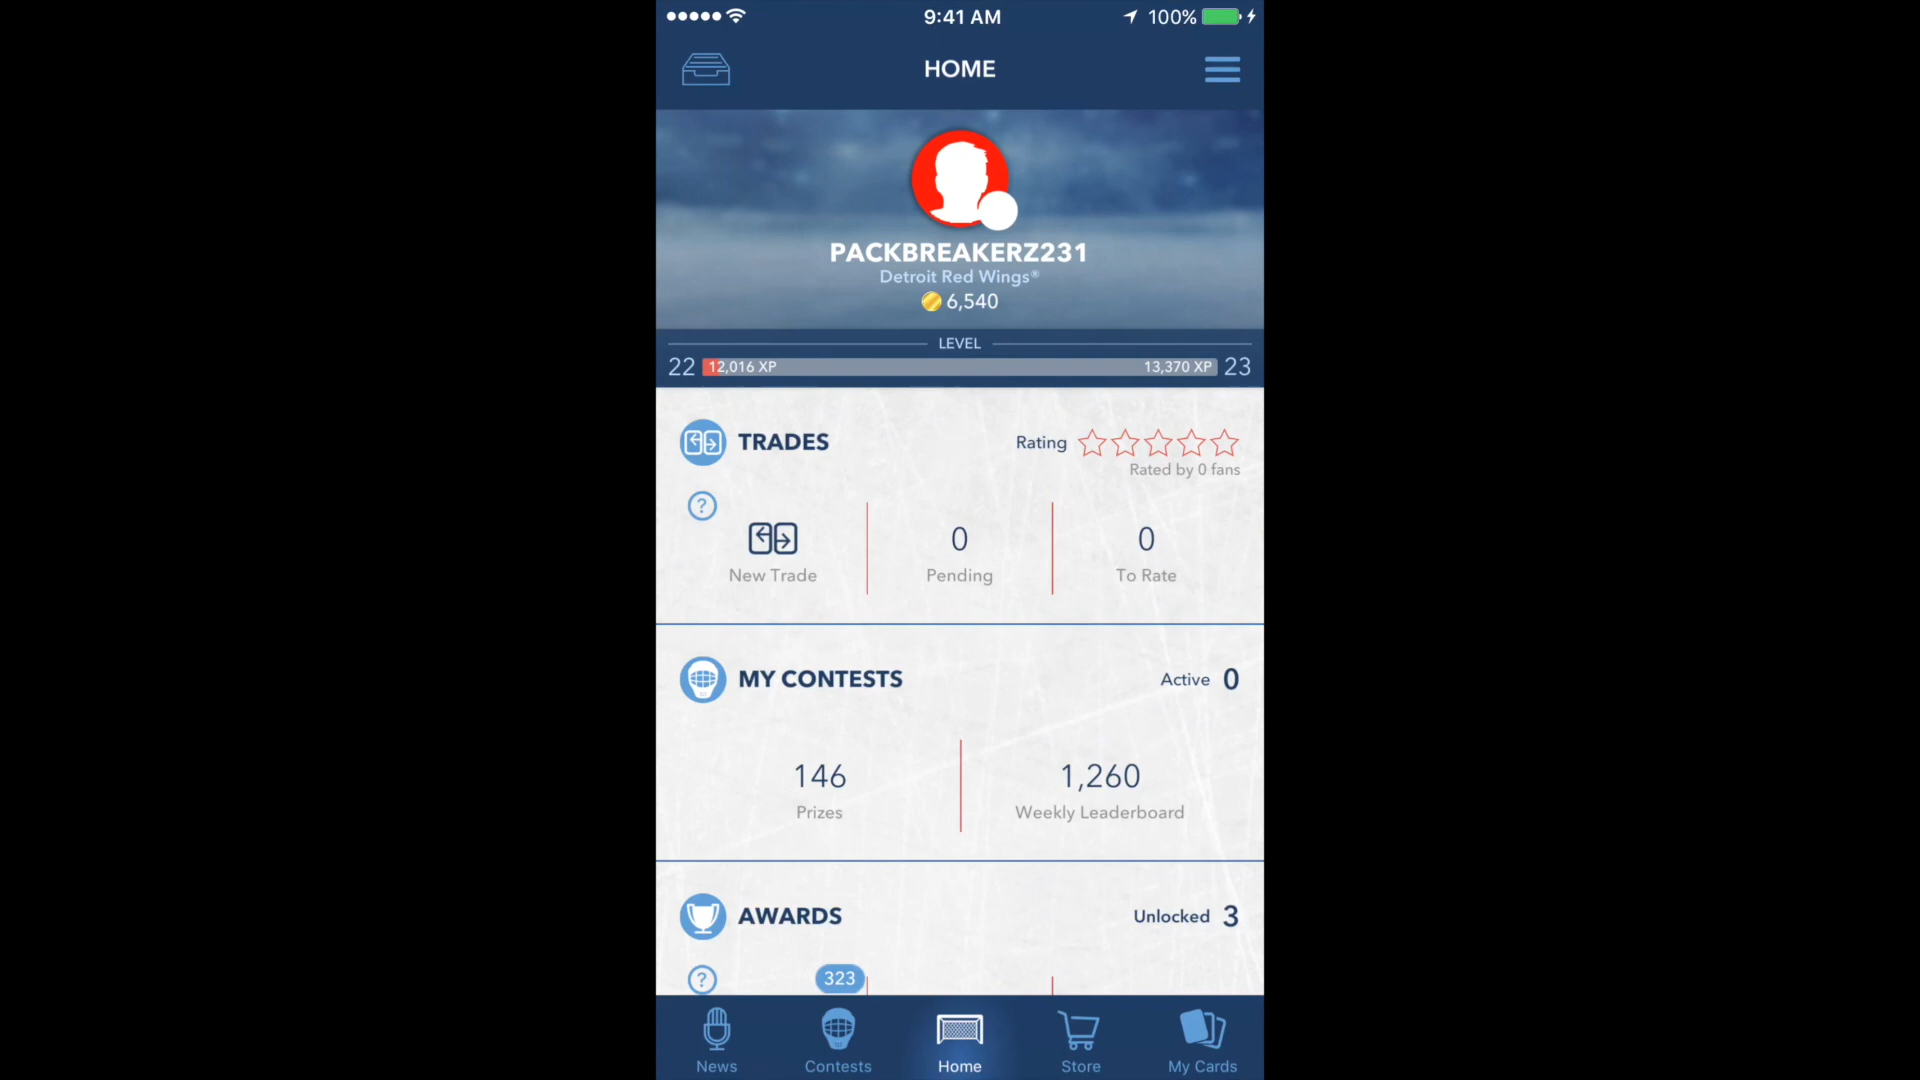 9:41 AM
100%
HOME
PACKBREAKERZ231
Detroit Red Wings®
6,540
LEVEL
22 12,016 XP 13,370 XP 23
TRADES Rating
Rated by 0 fans
?
0 0
New Trade Pending To Rate
MY CONTESTS Active 0
146 1,260
Prizes Weekly Leaderboard
AWARDS Unlocked 3
? 323
News Contests Home Store My Cards